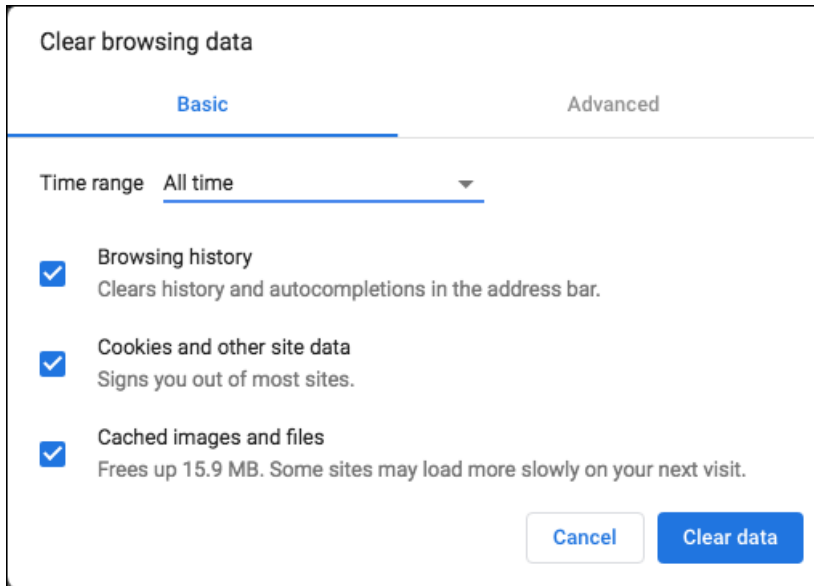 Clear browsing data
Basic Advanced
Time range All time
Browsing history
Clears history and autocompletions in the address bar.
Cookies and other site data
Signs you out of most sites.
Cached images and files
Frees up 15.9 MB. Some sites may load more slowly on your next visit.
Cancel Clear data